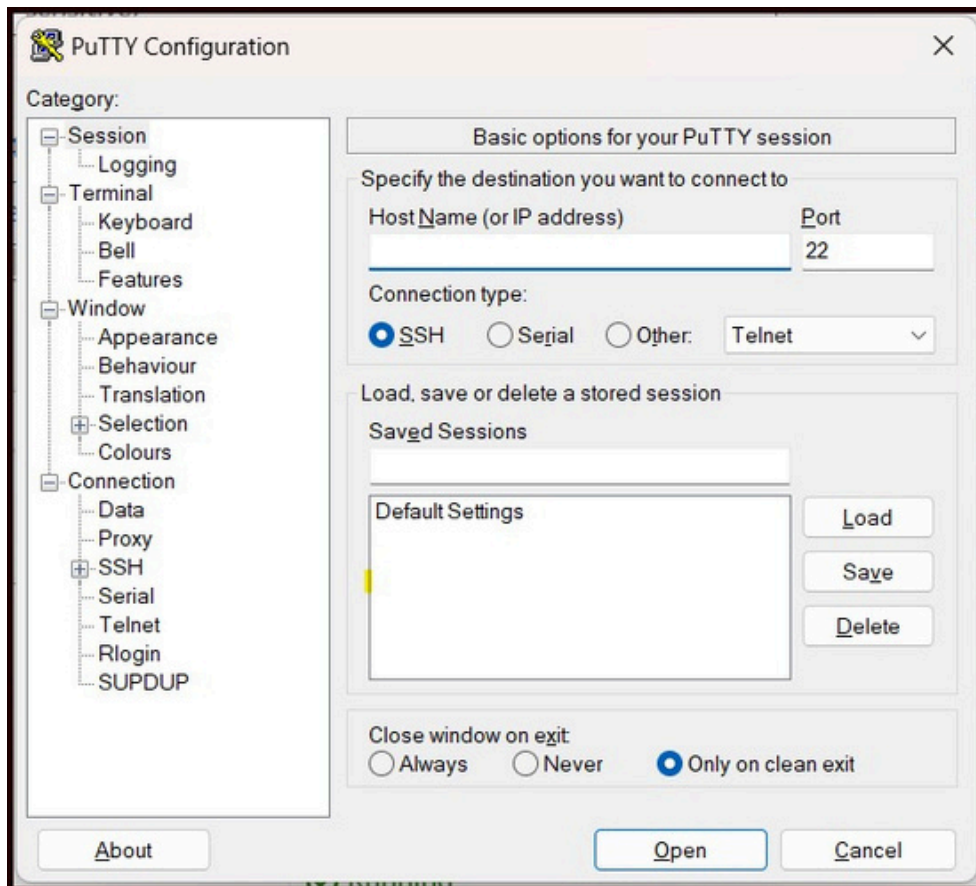 PuTTY Configuration
Category:
Session
Logging
Terminal
Keyboard
Bell
Features
Window
Appearance
Behaviour
Translation
Selection
Colours
Connection
Data
Proxy
SSH
Serial
Telnet
Rlogin
SUPDUP
Basic options for your PuTTY session
Specify the destination you want to connect to
Host Name (or IP address) Port
22
Connection type:
SSH Serial Other: Telnet
Load, save or delete a stored session
Saved Sessions
Default Settings
Load
Save
Delete
Close window on exit:
Always Never Only on clean exit
About Open Cancel